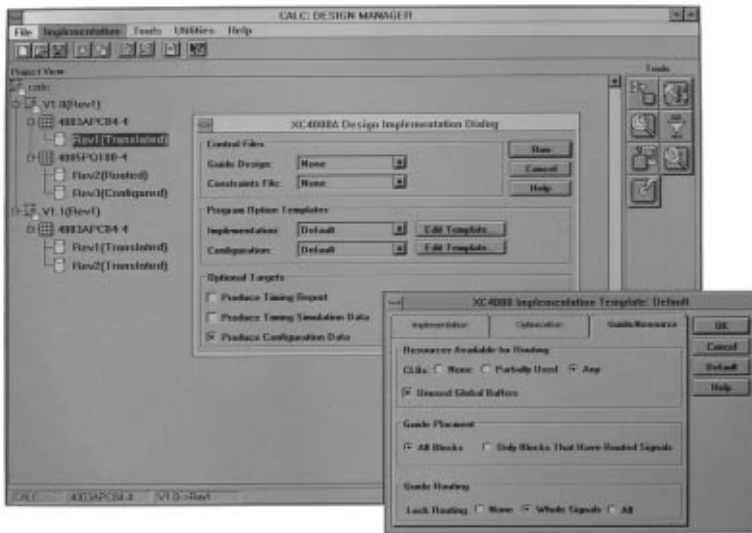 CALC: DESIGN MANAGER
File Implementation Tools Utilities Help
Project View
Tools
calc
V1.0(Rev1)
4003APC84-4
Rev1(Translated)
4005PQ180-4
Rev2(Routed)
Rev3(Configured)
V1.1(Rev1)
4003APC84-4
Rev1(Translated)
Rev2(Translated)
XC4000A Design Implementation Dialog
Control Files
Guide Design: None
Constraints File: None
Run
Cancel
Help
Program Option Templates
Implementation: Default Edit Template...
Configuration: Default Edit Template...
Optional Targets
Produce Timing Report
Produce Timing Simulation Data
Produce Configuration Data
XC4000 Implementation Template: Default
Implementation Optimization Guide/Resource
OK
Cancel
Default
Help
Resources Available for Routing
CLBs: None Partially Used Any
Unused Global Buffers
Guide Placement
All Blocks Only Blocks That Have Routed Signals
Guide Routing
Lock Routing None Whole Signals All
CALC 4003APC84-4 V1.0->Rev1